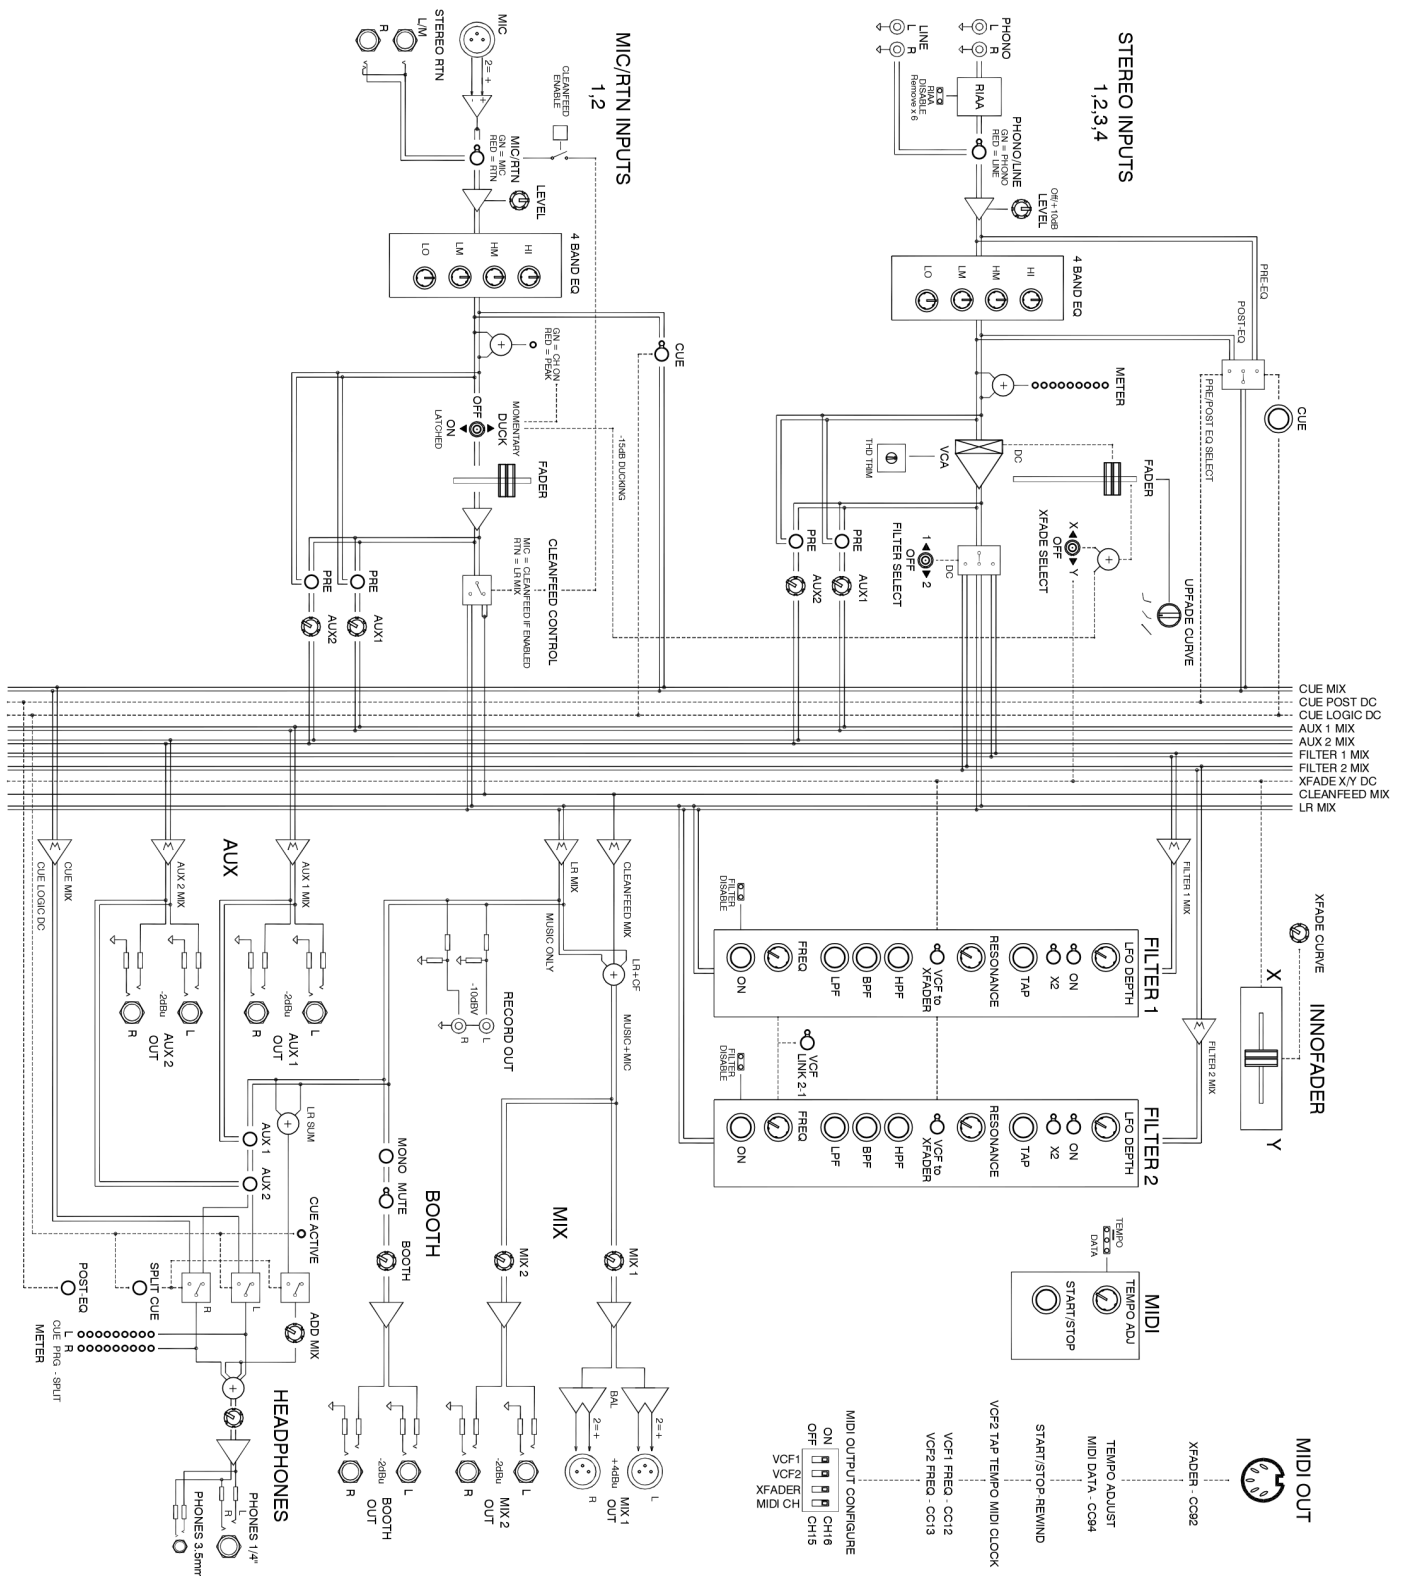 STEREO INPUTS
1,2,3,4
PHONO
L
R
LINE
L
R
RIAA
RIAA
DISABLE
Remove x 6
PHONO/LINE
GN = PHONO
RED = LINE
Off/+10dB
LEVEL
4 BAND EQ
HI
HM
LM
LO
PRE-EQ
POST-EQ
CUE
PRE/POST EQ SELECT
METER
DC
VCA
THD TRIM
FADER
UPFADE CURVE
XFADE SELECT
X
OFF
Y
FILTER SELECT
1
OFF
2
DC
PRE
PRE
AUX1
AUX2
MIC/RTN INPUTS
1,2
MIC
2= +
+
-
STEREO RTN
L/M
R
CLEANFEED
ENABLE
MIC/RTN
GN = MIC
RED = RTN
LEVEL
4 BAND EQ
HI
HM
LM
LO
CUE
GN = CH ON
RED = PEAK
MOMENTARY
DUCK
OFF
ON
LATCHED
-15dB DUCKING
FADER
CLEANFEED CONTROL
MIC = CLEANFEED IF ENABLED
RTN = LR MIX
PRE
PRE
AUX1
AUX2
CUE MIX
CUE POST DC
CUE LOGIC DC
AUX 1 MIX
AUX 2 MIX
FILTER 1 MIX
FILTER 2 MIX
XFADE X/Y DC
CLEANFEED MIX
LR MIX
XFADE CURVE
INNOFADER
X
Y
FILTER 1 MIX
FILTER 2 MIX
FILTER 1
LFO DEPTH
ON
X2
TAP
RESONANCE
VCF to
XFADER
HPF
BPF
LPF
FREQ
ON
FILTER
DISABLE
VCF
LINK 2-1
FILTER 2
LFO DEPTH
ON
X2
TAP
RESONANCE
VCF to
XFADER
HPF
BPF
LPF
FREQ
ON
FILTER
DISABLE
MIDI
TEMPO ADJ
START/STOP
TEMPO
DATA
MIDI OUT
XFADER - CC92
TEMPO ADJUST
MIDI DATA - CC94
START/STOP-REWIND
VCF2 TAP TEMPO MIDI CLOCK
VCF1 FREQ - CC12
VCF2 FREQ - CC13
MIDI OUTPUT CONFIGURE
ON
OFF
VCF1
VCF2
XFADER
MIDI CH
CH16
CH15
CLEANFEED MIX
LR MIX
LR+CF
MUSIC ONLY
MUSIC+MIC
RECORD OUT
-10dBV
L
R
MIX
MIX 1
MIX 2
BAL
2=+
2=+
L
+4dBu
R
MIX 1
OUT
L
-2dBu
R
MIX 2
OUT
BOOTH
MONO
MUTE
BOOTH
L
-2dBu
R
BOOTH
OUT
AUX
AUX 1 MIX
AUX 2 MIX
L
-2dBu
R
AUX 1
OUT
L
-2dBu
R
AUX 2
OUT
CUE MIX
CUE LOGIC DC
LR SUM
AUX 1
AUX 2
CUE ACTIVE
ADD MIX
L
R
SPLIT CUE
POST-EQ
L
R
CUE PRG - SPLIT
METER
HEADPHONES
L
R
PHONES 1/4"
PHONES 3.5mm